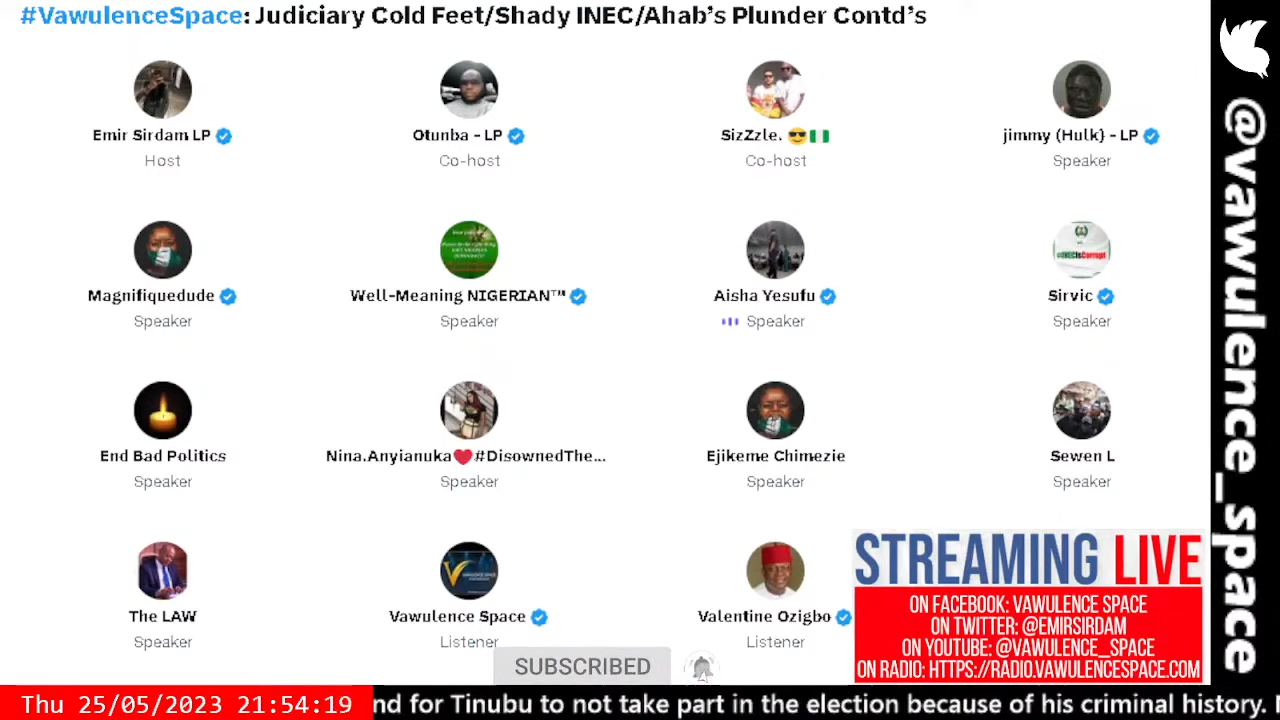 #VawulenceSpace: Judiciary Cold Feet/Shady INEC/Ahab's Plunder Contd's
Emir Sirdam LP
Host
Otunba - LP
Co-host
SizZzle. 😎🇳🇬
Co-host
jimmy (Hulk) - LP
Speaker
Magnifiquedude
Speaker
Well-Meaning NIGERIAN™
Speaker
Aisha Yesufu
Speaker
#INECIsCorrupt
Sirvic
Speaker
End Bad Politics
Speaker
Nina.Anyianuka❤️#DisownedThe...
Speaker
Ejikeme Chimezie
Speaker
Sewen L
Speaker
The LAW
Speaker
Vawulence Space
Listener
Valentine Ozigbo
Listener
STREAMING LIVE
ON FACEBOOK: VAWULENCE SPACE
ON TWITTER: @EMIRSIRDAM
ON YOUTUBE: @VAWULENCE_SPACE
ON RADIO: HTTPS://RADIO.VAWULENCESPACE.COM
SUBSCRIBED
@vawulence_space
Thu 25/05/2023 21:54:19
nd for Tinubu to not take part in the election because of his criminal history.